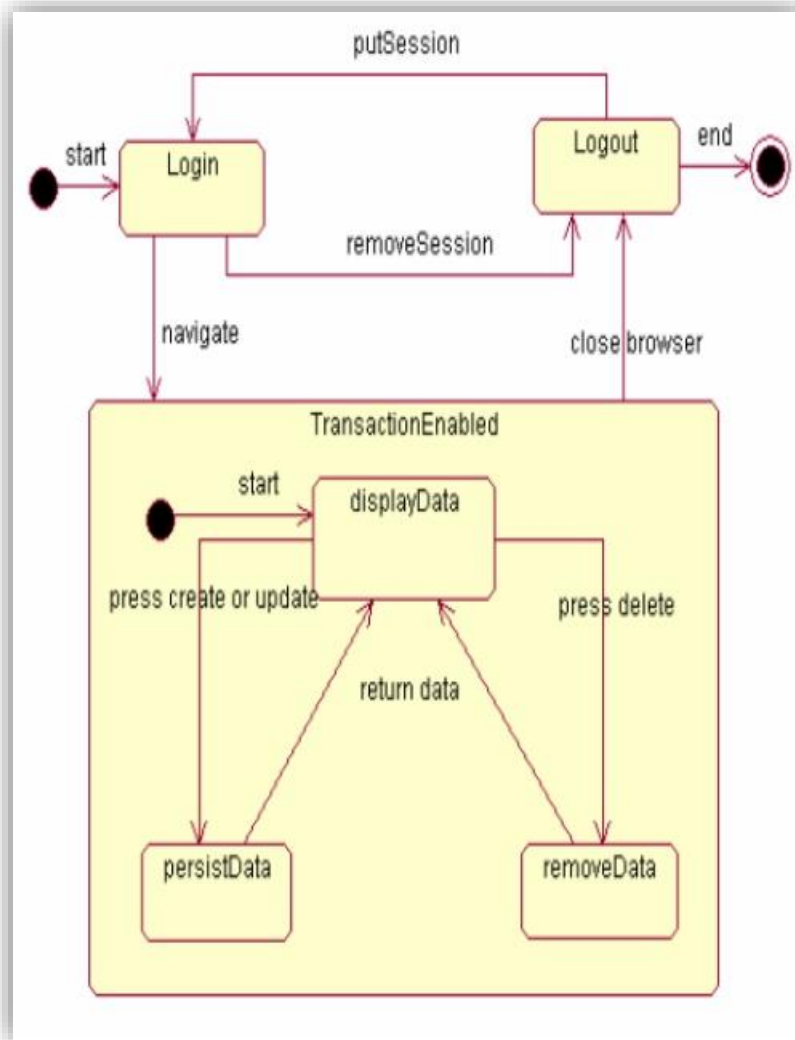 putSession
start
Login
Logout
end
removeSession
navigate
close browser
TransactionEnabled
start
displayData
press create or update
press delete
return data
persistData
removeData